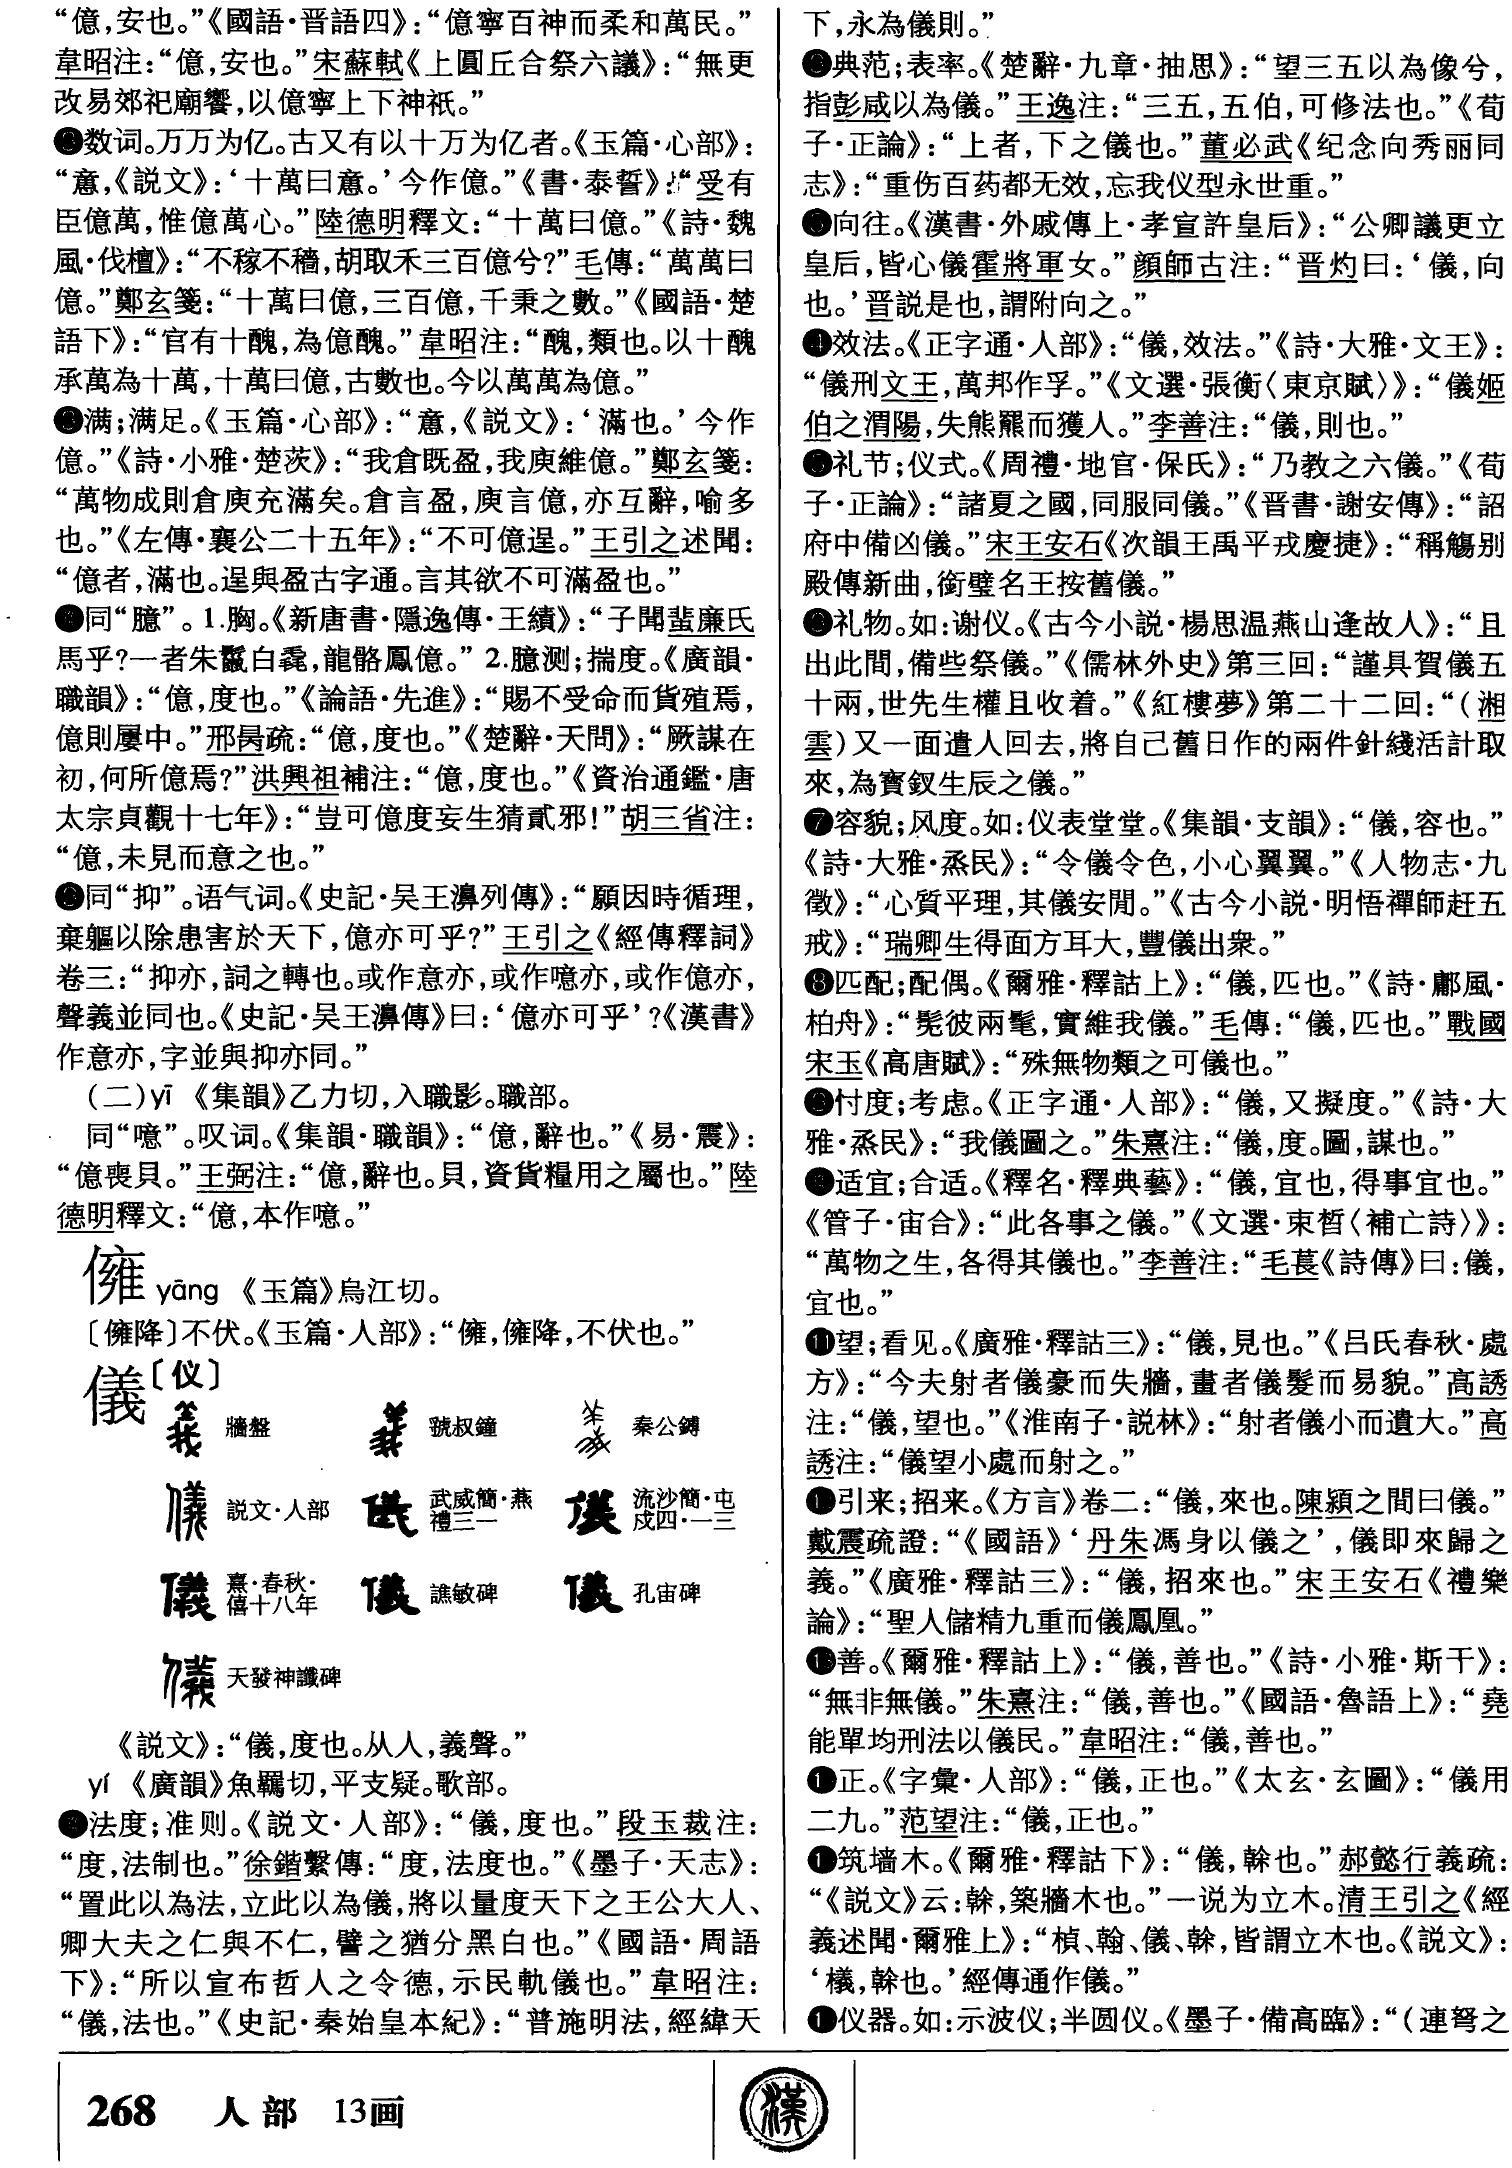 “億,安也。”《國語·晋語四》:“億寧百神而柔和萬民。”
韋昭注:“億,安也。”宋蘇軾《上圓丘合祭六議》:“無更
改易郊祀廟饗,以億寧上下神祇。”
数词。万万为亿。古又有以十万为亿者。《玉篇·心部》:
“意,《説文》:‘十萬曰意。’今作億。”《書·泰誓》:“受有
臣億萬,惟億萬心。”陸德明釋文:“十萬曰億。”《詩·魏
風·伐檀》:“不稼不穡,胡取禾三百億兮?”毛傳:“萬萬曰
億。”鄭玄箋:“十萬曰億,三百億,千秉之數。”《國語·楚
語下》:“官有十醜,為億醜。”韋昭注:“醜,類也。以十醜
承萬為十萬,十萬曰億,古數也。今以萬萬為億。”
满;满足。《玉篇·心部》:“意,《説文》:‘滿也。’今作
億。”《詩·小雅·楚茨》:“我倉既盈,我庾維億。”鄭玄箋:
“萬物成則倉庾充滿矣。倉言盈,庾言億,亦互辭,喻多
也。”《左傳·襄公二十五年》:“不可億逞。”王引之述聞:
“億者,滿也。逞與盈古字通。言其欲不可滿盈也。”
同“臆”。1.胸。《新唐書·隱逸傳·王績》:“子聞蜚廉氏
馬乎?一者朱鬣白毳,龍骼鳳億。”2.臆测;揣度。《廣韻·
職韻》:“億,度也。”《論語·先進》:“賜不受命而貨殖焉,
億則屢中。”邢昺疏:“億,度也。”《楚辭·天問》:“厥謀在
初,何所億焉?”洪興祖補注:“億,度也。”《資治通鑑·唐
太宗貞觀十七年》:“豈可億度妄生猜貳邪!”胡三省注:
“億,未見而意之也。”
同“抑”。语气词。《史記·吴王濞列傳》:“願因時循理,
棄軀以除患害於天下,億亦可乎?”王引之《經傳釋詞》
卷三:“抑亦,詞之轉也。或作意亦,或作噫亦,或作億亦,
聲義並同也。《史記·吴王濞傳》曰:‘億亦可乎’?《漢書》
作意亦,字並與抑亦同。”
(二)yī 《集韻》乙力切,入職影。職部。
同“噫”。叹词。《集韻·職韻》:“億,辭也。”《易·震》:
“億喪貝。”王弼注:“億,辭也。貝,資貨糧用之屬也。”陸
德明釋文:“億,本作噫。”
㒕 yāng 《玉篇》烏江切。
〔㒕降〕不伏。《玉篇·人部》:“㒕,㒕降,不伏也。”
儀〔仪〕
牆盤 虢叔鐘 秦公鎛
説文·人部 武威簡·燕禮三一 流沙簡·屯戍四·一三
熹·春秋·僖十八年 譙敏碑 孔宙碑
天發神讖碑
《説文》:“儀,度也。从人,義聲。”
yí 《廣韻》魚羈切,平支疑。歌部。
法度;准则。《説文·人部》:“儀,度也。”段玉裁注:
“度,法制也。”徐鍇繫傳:“度,法度也。”《墨子·天志》:
“置此以為法,立此以為儀,將以量度天下之王公大人、
卿大夫之仁與不仁,譬之猶分黑白也。”《國語·周語
下》:“所以宣布哲人之令德,示民軌儀也。”韋昭注:
“儀,法也。”《史記·秦始皇本紀》:“普施明法,經緯天
下,永為儀則。”
典范;表率。《楚辭·九章·抽思》:“望三五以為像兮,
指彭咸以為儀。”王逸注:“三五,五伯,可修法也。”《荀
子·正論》:“上者,下之儀也。”董必武《纪念向秀丽同
志》:“重伤百药都无效,忘我仪型永世重。”
向往。《漢書·外戚傳上·孝宣許皇后》:“公卿議更立
皇后,皆心儀霍將軍女。”顔師古注:“晋灼曰:‘儀,向
也。’晋説是也,謂附向之。”
❹效法。《正字通·人部》:“儀,效法。”《詩·大雅·文王》:
“儀刑文王,萬邦作孚。”《文選·張衡〈東京賦〉》:“儀姬
伯之渭陽,失熊羆而獲人。”李善注:“儀,則也。”
❺礼节;仪式。《周禮·地官·保氏》:“乃教之六儀。”《荀
子·正論》:“諸夏之國,同服同儀。”《晋書·謝安傳》:“詔
府中備凶儀。”宋王安石《次韻王禹平戎慶捷》:“稱觴别
殿傳新曲,銜璧名王按舊儀。”
礼物。如:谢仪。《古今小説·楊思温燕山逢故人》:“且
出此間,備些祭儀。”《儒林外史》第三回:“謹具賀儀五
十兩,世先生權且收着。”《紅樓夢》第二十二回:“(湘
雲)又一面遣人回去,將自己舊日作的兩件針綫活計取
來,為寶釵生辰之儀。”
❼容貌;风度。如:仪表堂堂。《集韻·支韻》:“儀,容也。”
《詩·大雅·烝民》:“令儀令色,小心翼翼。”《人物志·九
徵》:“心質平理,其儀安閒。”《古今小説·明悟禪師赶五
戒》:“瑞卿生得面方耳大,豐儀出衆。”
❽匹配;配偶。《爾雅·釋詁上》:“儀,匹也。”《詩·鄘風·
柏舟》:“髧彼兩髦,實維我儀。”毛傳:“儀,匹也。”戰國
宋玉《高唐賦》:“殊無物類之可儀也。”
忖度;考虑。《正字通·人部》:“儀,又擬度。”《詩·大
雅·烝民》:“我儀圖之。”朱熹注:“儀,度。圖,謀也。”
适宜;合适。《釋名·釋典藝》:“儀,宜也,得事宜也。”
《管子·宙合》:“此各事之儀。”《文選·束晳〈補亡詩〉》:
“萬物之生,各得其儀也。”李善注:“毛萇《詩傳》曰:儀,
宜也。”
⓫望;看见。《廣雅·釋詁三》:“儀,見也。”《吕氏春秋·處
方》:“今夫射者儀豪而失牆,畫者儀髮而易貌。”高誘
注:“儀,望也。”《淮南子·説林》:“射者儀小而遺大。”高
誘注:“儀望小處而射之。”
引来;招来。《方言》卷二:“儀,來也。陳潁之間曰儀。”
戴震疏證:“《國語》‘丹朱馮身以儀之’,儀即來歸之
義。”《廣雅·釋詁三》:“儀,招來也。”宋王安石《禮樂
論》:“聖人儲精九重而儀鳳凰。”
善。《爾雅·釋詁上》:“儀,善也。”《詩·小雅·斯干》:
“無非無儀。”朱熹注:“儀,善也。”《國語·魯語上》:“堯
能單均刑法以儀民。”韋昭注:“儀,善也。”
正。《字彙·人部》:“儀,正也。”《太玄·玄圖》:“儀用
二九。”范望注:“儀,正也。”
筑墙木。《爾雅·釋詁下》:“儀,榦也。”郝懿行義疏:
“《説文》云:榦,築牆木也。”一说为立木。清王引之《經
義述聞·爾雅上》:“楨、翰、儀、榦,皆謂立木也。《説文》:
‘檥,榦也。’經傳通作儀。”
仪器。如:示波仪;半圆仪。《墨子·備高臨》:“(連弩之
268 人部 13画
漢